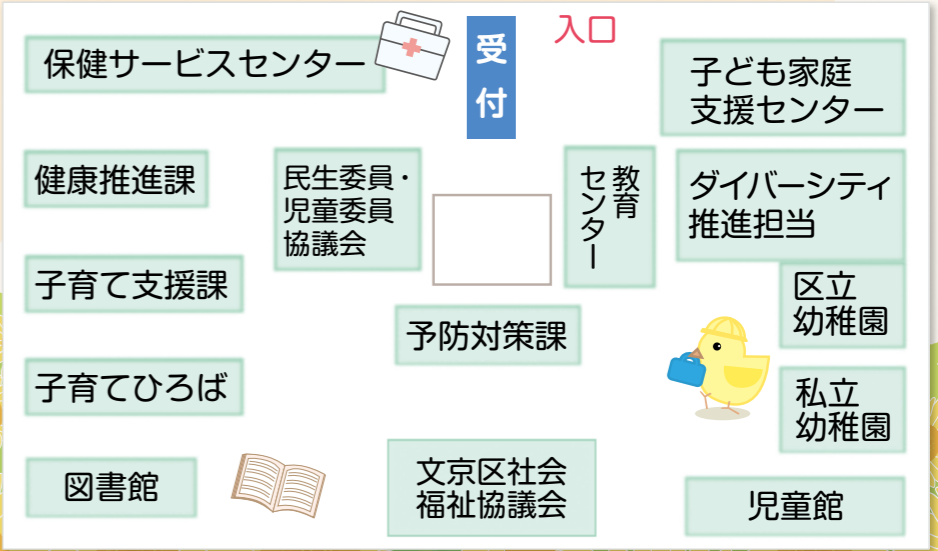 入口
受付
保健サービスセンター
子ども家庭
支援センター
健康推進課
民生委員・
児童委員
協議会
教育
センター
ダイバーシティ
推進担当
子育て支援課
区立
幼稚園
予防対策課
子育てひろば
私立
幼稚園
図書館
文京区社会
福祉協議会
児童館